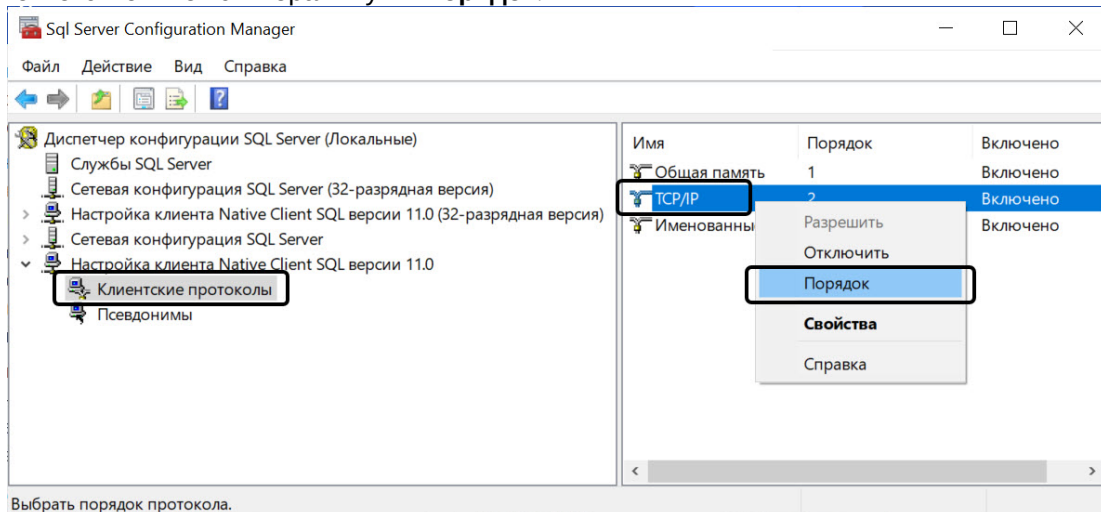 Sql Server Configuration Manager
Файл Действие Вид Справка
Диспетчер конфигурации SQL Server (Локальные)
Службы SQL Server
Сетевая конфигурация SQL Server (32-разрядная версия)
Настройка клиента Native Client SQL версии 11.0 (32-разрядная версия)
Сетевая конфигурация SQL Server
Настройка клиента Native Client SQL версии 11.0
Клиентские протоколы
Псевдонимы
Имя Порядок Включено
Общая память 1 Включено
TCP/IP 2 Включено
Именованны Включено
Разрешить
Отключить
Порядок
Свойства
Справка
Выбрать порядок протокола.